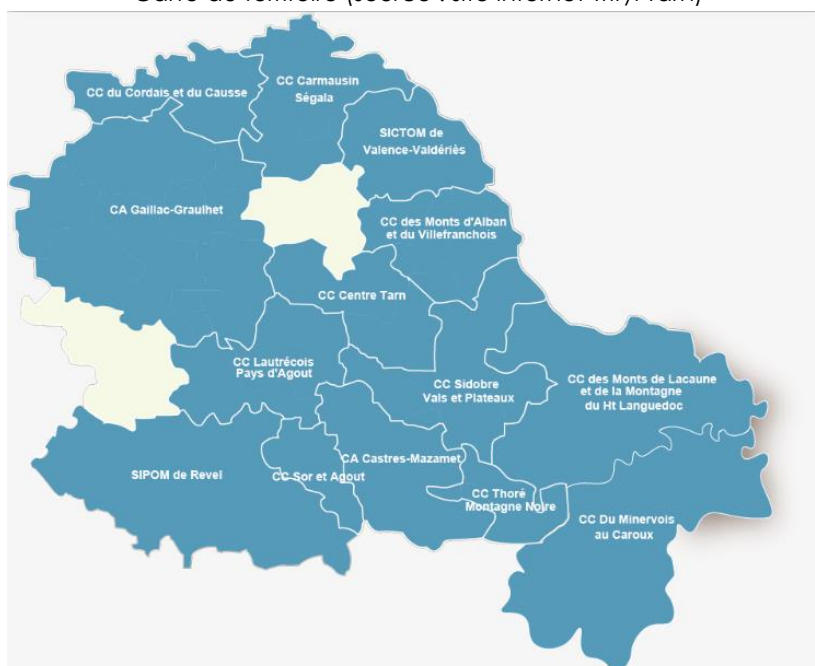 CC du Cordais et du Causse
CC Carmausin
Ségala
SICTOM de
Valence-Valdériès
CA Gaillac-Graulhet
CC des Monts d'Alban
et du Villefranchois
CC Centre Tarn
CC Lautrécois
Pays d'Agout
CC Sidobre
Vals et Plateaux
CC des Monts de Lacaune
et de la Montagne
du Ht Languedoc
SIPOM de Revel
CC Sor et Agout
CA Castres-Mazamet
CC Thoré
Montagne Noire
CC Du Minervois
au Caroux